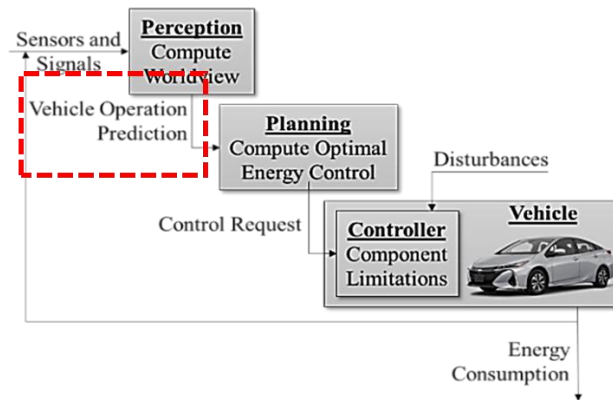 Sensors and
Signals
Perception
Compute
Worldview
Vehicle Operation
Prediction
Planning
Compute Optimal
Energy Control
Disturbances
Control Request
Vehicle
Controller
Component
Limitations
Energy
Consumption